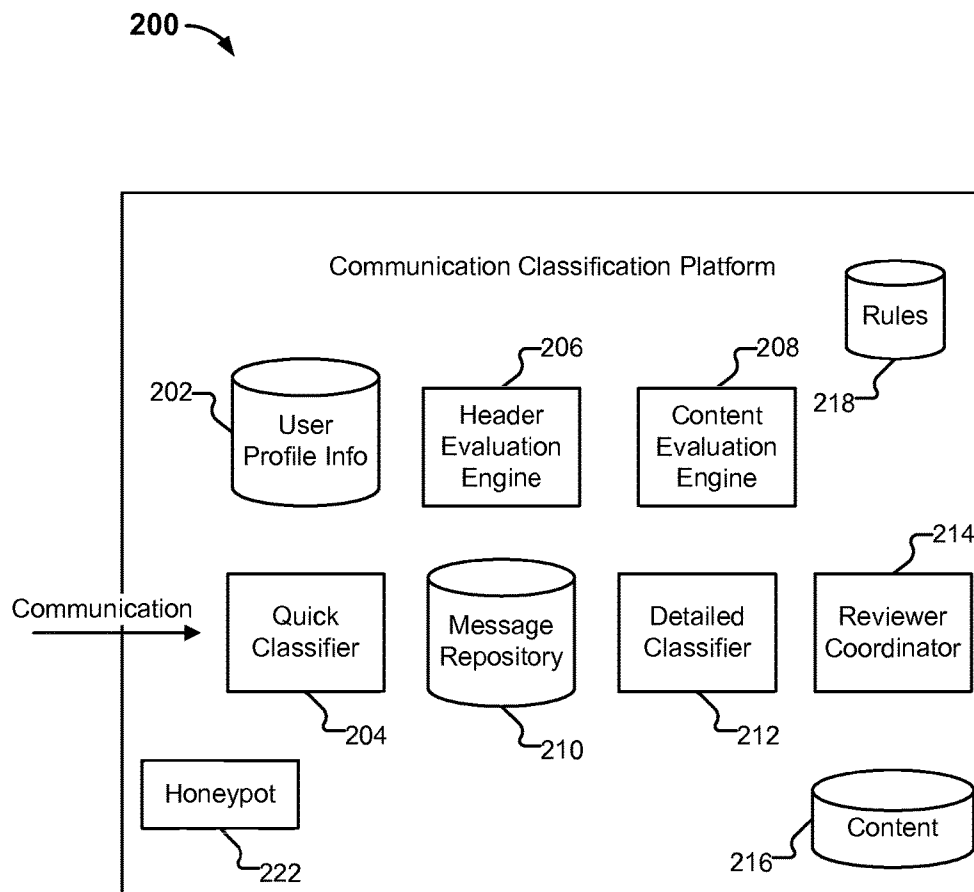 200
Communication Classification Platform
Rules
218
202
User
Profile Info
206
Header
Evaluation
Engine
208
Content
Evaluation
Engine
Communication
Quick
Classifier
204
Message
Repository
210
Detailed
Classifier
212
214
Reviewer
Coordinator
Honeypot
222
Content
216